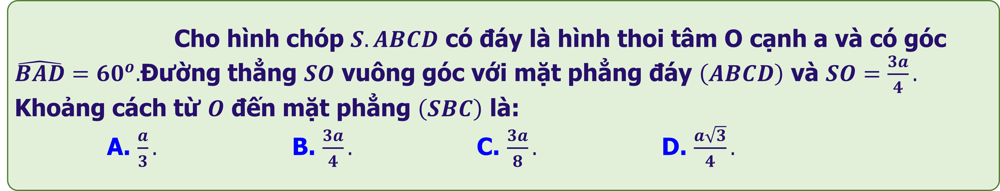 Cho hình chóp S.ABCD có đáy là hình thoi tâm O cạnh a và có góc
$\widehat{BAD} = 60^o$.Đường thẳng SO vuông góc với mặt phẳng đáy (ABCD) và $SO = \frac{3a}{4}$.
Khoảng cách từ O đến mặt phẳng (SBC) là:
A. $\frac{a}{3}$. B. $\frac{3a}{4}$. C. $\frac{3a}{8}$. D. $\frac{a\sqrt{3}}{4}$.